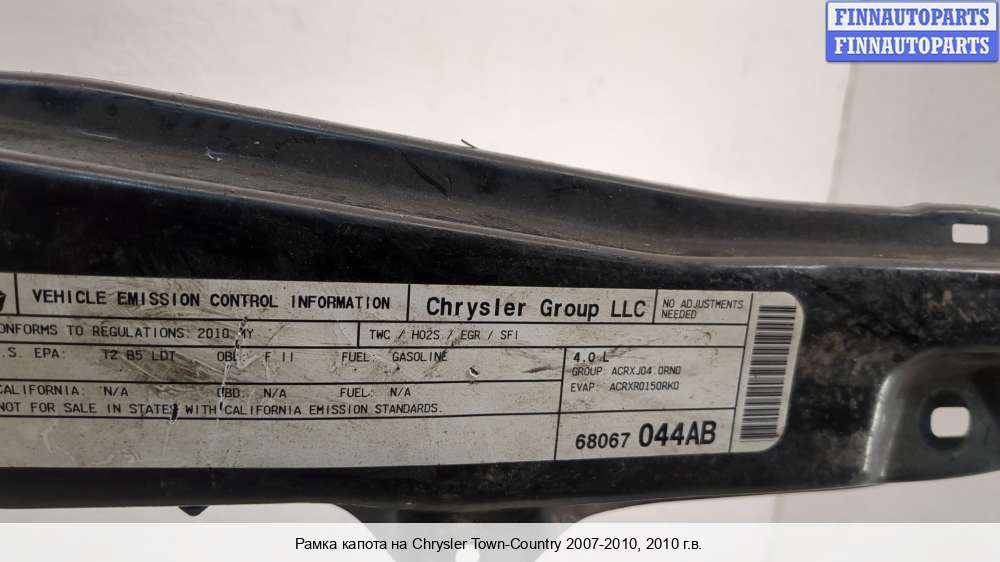 FINNAUTOPARTS
FINNAUTOPARTS
VEHICLE EMISSION CONTROL INFORMATION
Chrysler Group LLC
NO ADJUSTMENTS
NEEDED
ONFORMS TO REGULATIONS: 2010 MY
TWC / HO2S / EGR / SFI
.S. EPA: T2 B5 LDT OBD: F II FUEL: GASOLINE
4.0 L
GROUP: ACRXJ04.0RND
EVAP: ACRXR0150RKD
CALIFORNIA: N/A OBD: N/A FUEL: N/A
NOT FOR SALE IN STATES WITH CALIFORNIA EMISSION STANDARDS.
68067 044AB
Рамка капота на Chrysler Town-Country 2007-2010, 2010 г.в.